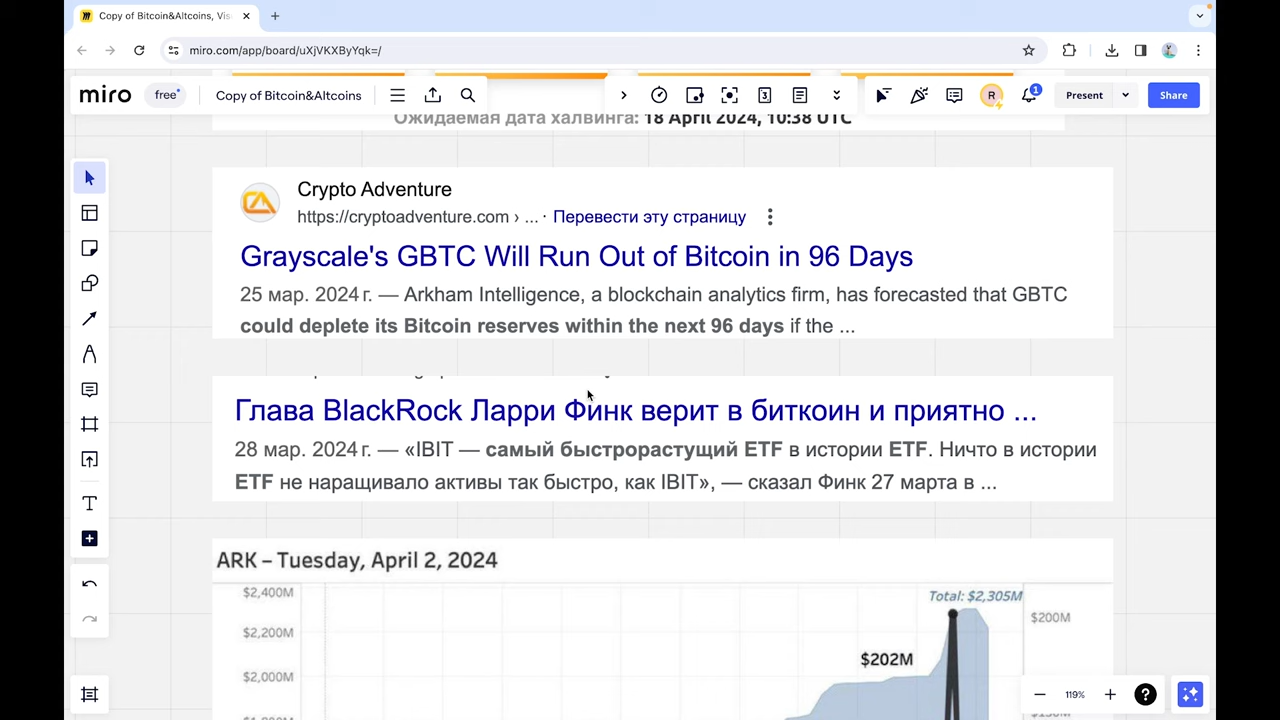 Copy of Bitcoin&Altcoins, Vis
miro.com/app/board/uXjVKXByYqk=/
miro
free
Copy of Bitcoin&Altcoins
3
R
1
Present
Share
Ожидаемая дата халвинга: 18 April 2024, 10:38 UTC
Crypto Adventure
https://cryptoadventure.com › ... · Перевести эту страницу
Grayscale's GBTC Will Run Out of Bitcoin in 96 Days
25 мар. 2024 г. — Arkham Intelligence, a blockchain analytics firm, has forecasted that GBTC
could deplete its Bitcoin reserves within the next 96 days if the ...
Глава BlackRock Ларри Финк верит в биткоин и приятно ...
28 мар. 2024 г. — «IBIT — самый быстрорастущий ETF в истории ETF. Ничто в истории
ETF не наращивало активы так быстро, как IBIT», — сказал Финк 27 марта в ...
ARK – Tuesday, April 2, 2024
$2,400M
Total: $2,305M
$200M
$2,200M
$202M
$2,000M
119%